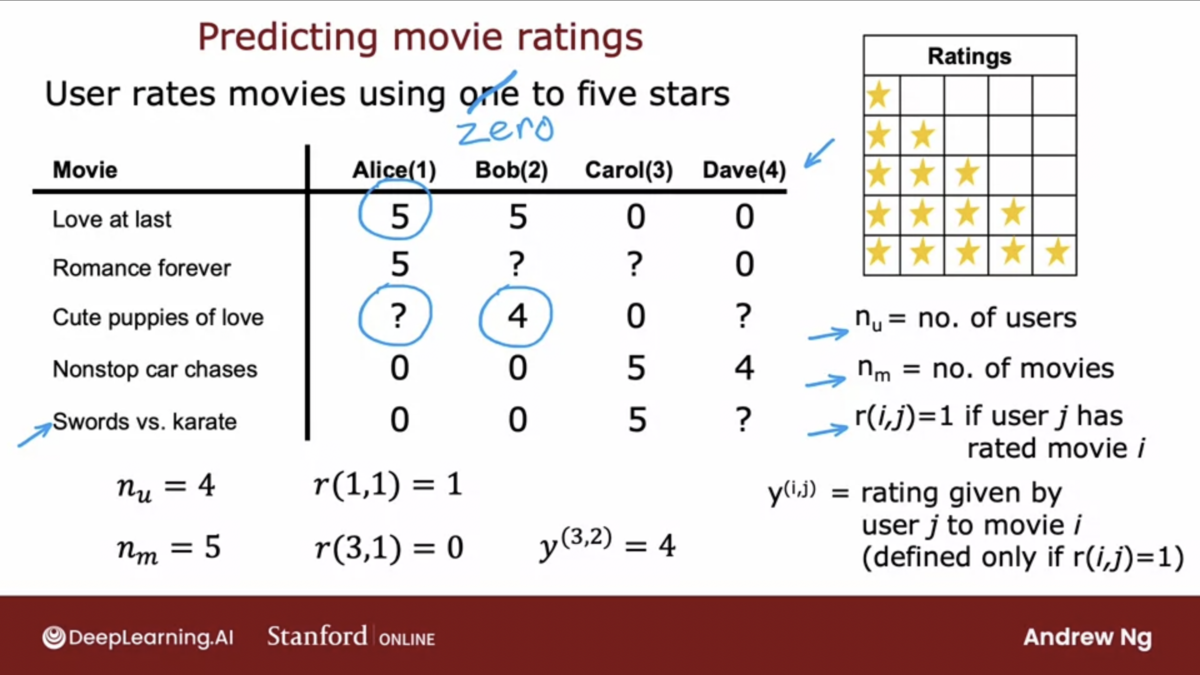 Predicting movie ratings
User rates movies using one to five stars
zero
Movie Alice(1) Bob(2) Carol(3) Dave(4)
Love at last 5 5 0 0
Romance forever 5 ? ? 0
Cute puppies of love ? 4 0 ?
Nonstop car chases 0 0 5 4
Swords vs. karate 0 0 5 ?
n_u = 4 r(1,1) = 1
n_m = 5 r(3,1) = 0 y^(3,2) = 4
Ratings
n_u = no. of users
n_m = no. of movies
r(i,j)=1 if user j has
rated movie i
y^(i,j) = rating given by
user j to movie i
(defined only if r(i,j)=1)
DeepLearning.AI Stanford ONLINE Andrew Ng